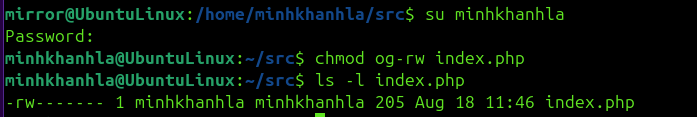 mirror@UbuntuLinux:/home/minhkhanhla/src$ su minhkhanhla
Password:
minhkhanhla@UbuntuLinux:~/src$ chmod og-rw index.php
minhkhanhla@UbuntuLinux:~/src$ ls -l index.php
-rw------- 1 minhkhanhla minhkhanhla 205 Aug 18 11:46 index.php